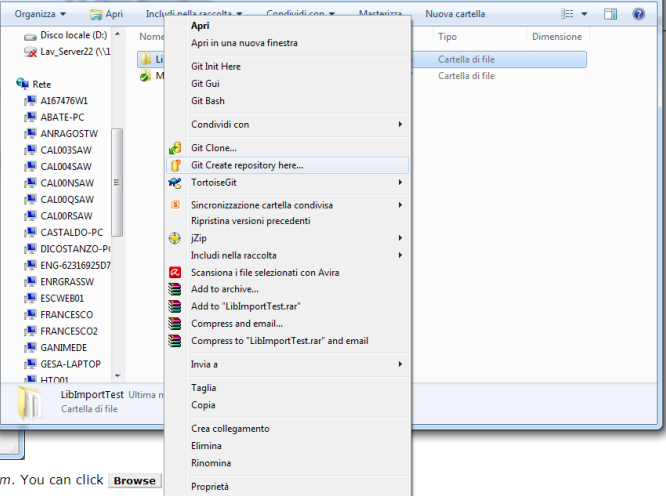 Organizza Apri Includi nella raccolta Condividi con Masterizza Nuova cartella
Disco locale (D:)
Lav_Server22 (\\1
Rete
A167476W1
ABATE-PC
ANRAGOSTW
CAL003SAW
CAL004SAW
CAL00NSAW
CAL00QSAW
CAL00RSAW
CASTALDO-PC
DICOSTANZO-P
ENG-62316925D7
ENRGRASSW
ESCWEB01
FRANCESCO
FRANCESCO2
GANIMEDE
GESA-LAPTOP
HTO01
Nome Tipo Dimensione
Li Cartella di file
M Cartella di file
Apri
Apri in una nuova finestra
Git Init Here
Git Gui
Git Bash
Condividi con
Git Clone...
Git Create repository here...
TortoiseGit
Sincronizzazione cartella condivisa
Ripristina versioni precedenti
jZip
Includi nella raccolta
Scansiona i file selezionati con Avira
Add to archive...
Add to "LibImportTest.rar"
Compress and email...
Compress to "LibImportTest.rar" and email
Invia a
Taglia
Copia
Crea collegamento
Elimina
Rinomina
Proprietà
LibImportTest Ultima m
Cartella di file
m. You can click Browse